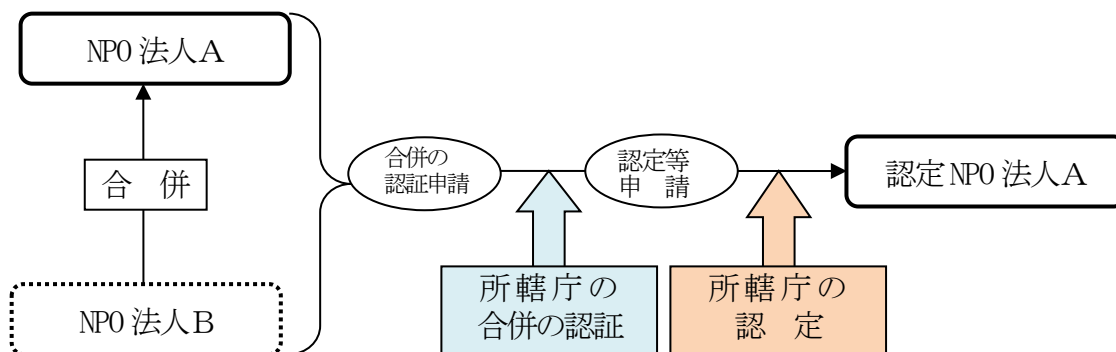 NPO法人A
合 併
NPO法人B
合併の
認証申請
認定等
申 請
認定NPO法人A
所轄庁の
合併の認証
所轄庁の
認 定